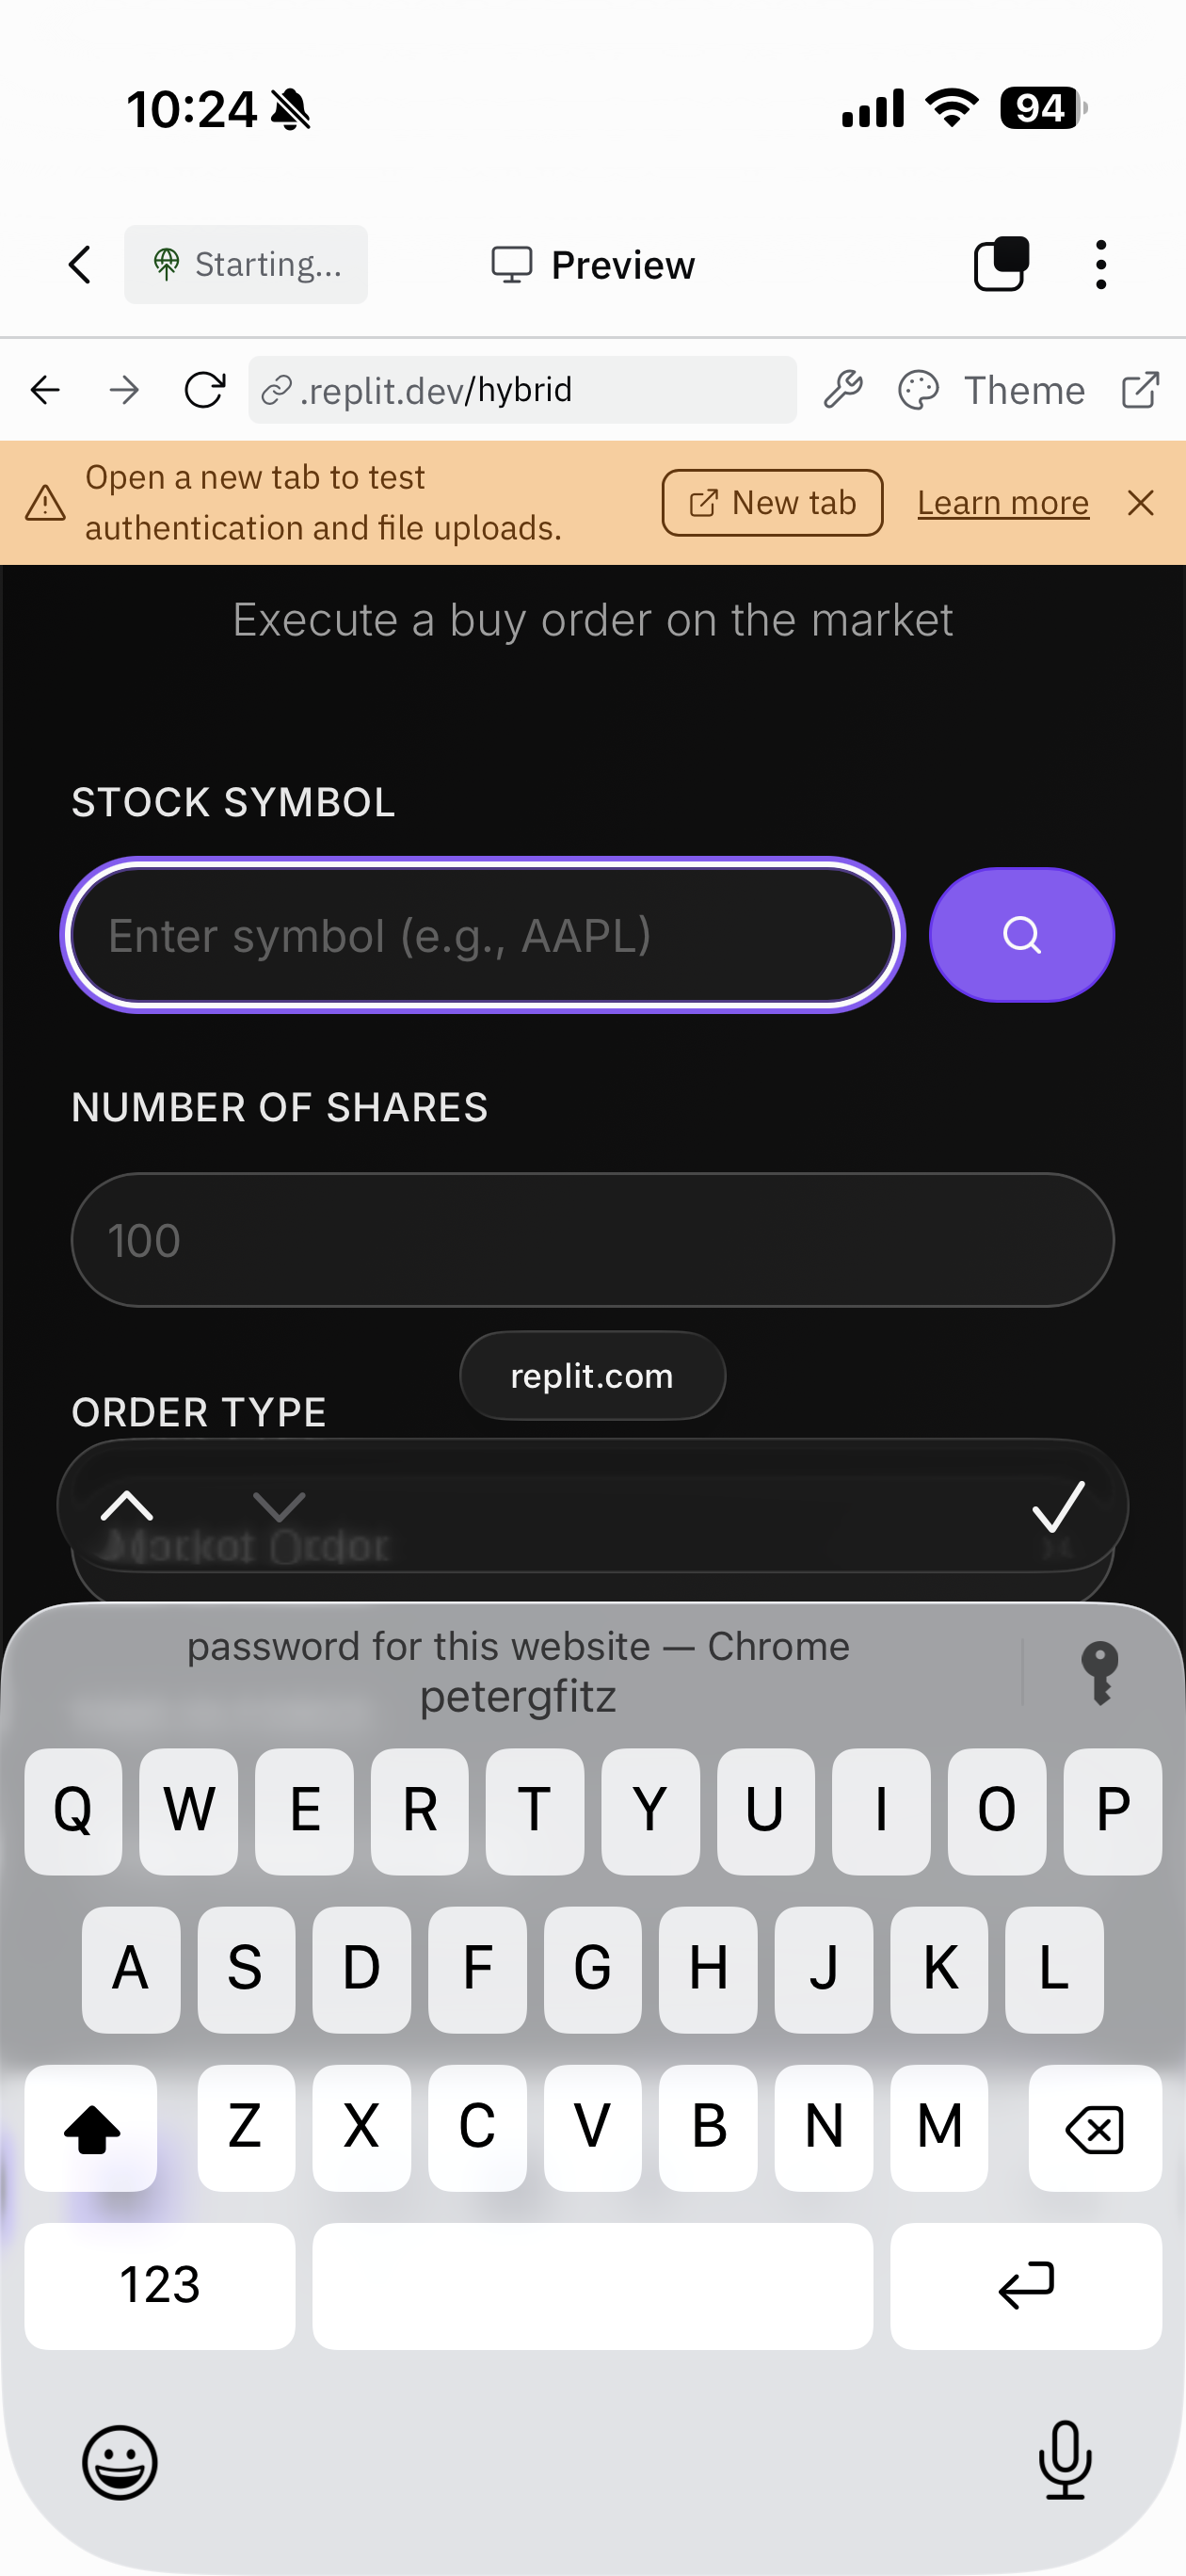 10:24
94
Starting...
Preview
.replit.dev/hybrid
Theme
Open a new tab to test
authentication and file uploads.
New tab
Learn more
Execute a buy order on the market
STOCK SYMBOL
Enter symbol (e.g., AAPL)
NUMBER OF SHARES
100
replit.com
ORDER TYPE
Market Order
password for this website — Chrome
petergfitz
Q W E R T Y U I O P
A S D F G H J K L
Z X C V B N M
123